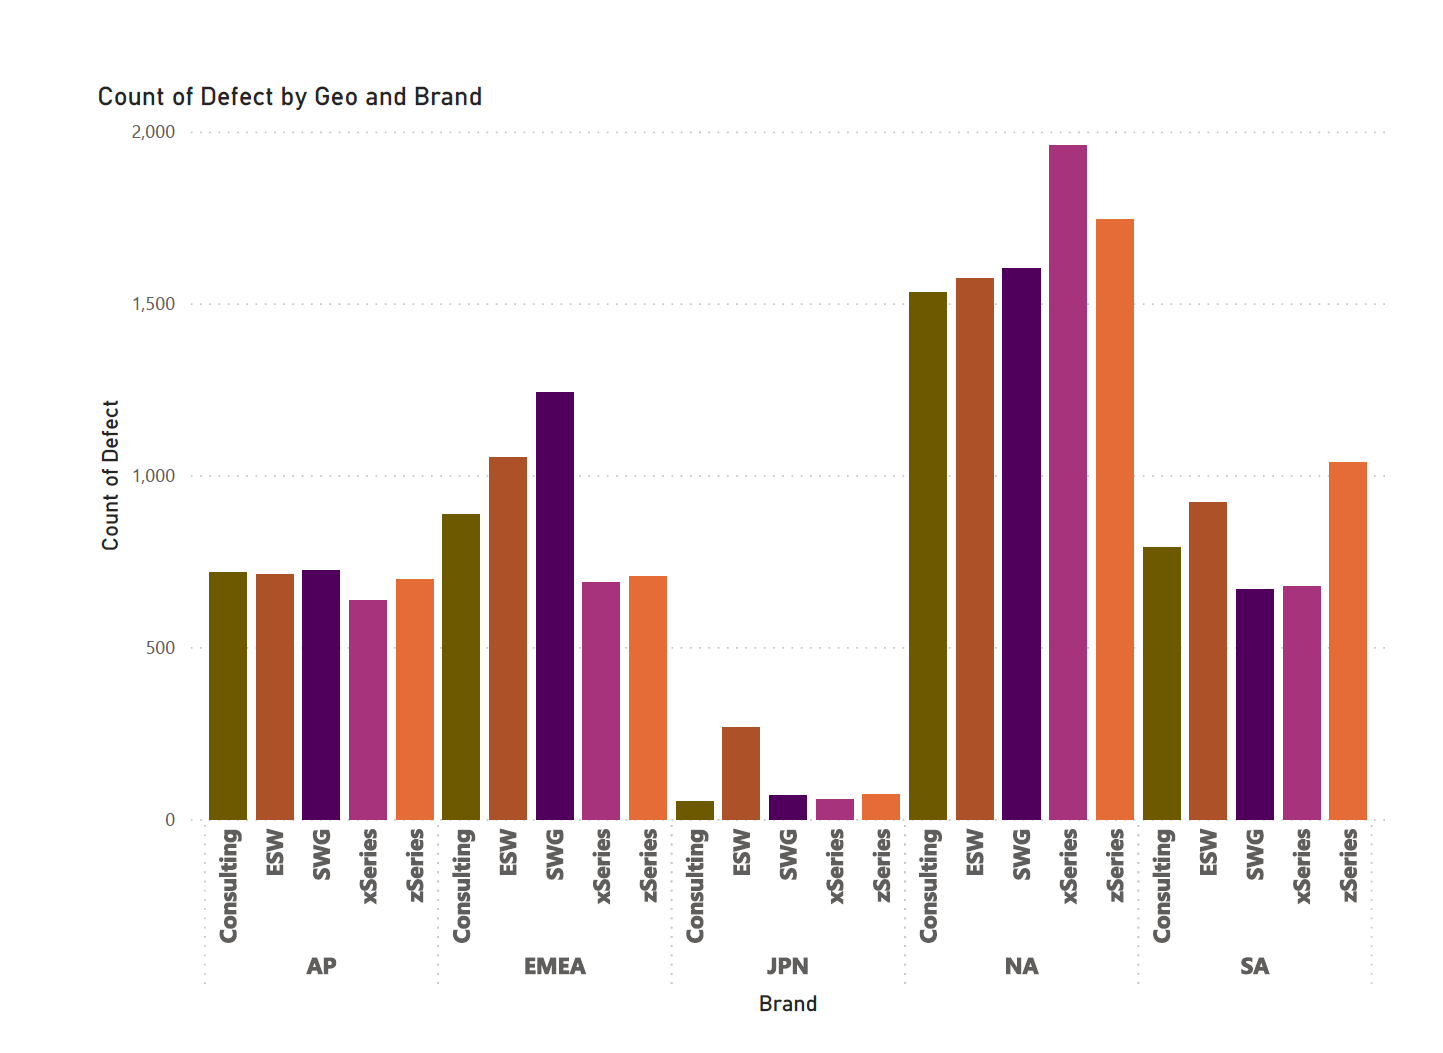 Count of Defect by Geo and Brand
2,000
1,500
1,000
500
0
Count of Defect
Consulting
ESW
SWG
xSeries
zSeries
Consulting
ESW
SWG
xSeries
zSeries
Consulting
ESW
SWG
xSeries
zSeries
Consulting
ESW
SWG
xSeries
zSeries
Consulting
ESW
SWG
xSeries
zSeries
AP
EMEA
JPN
NA
SA
Brand